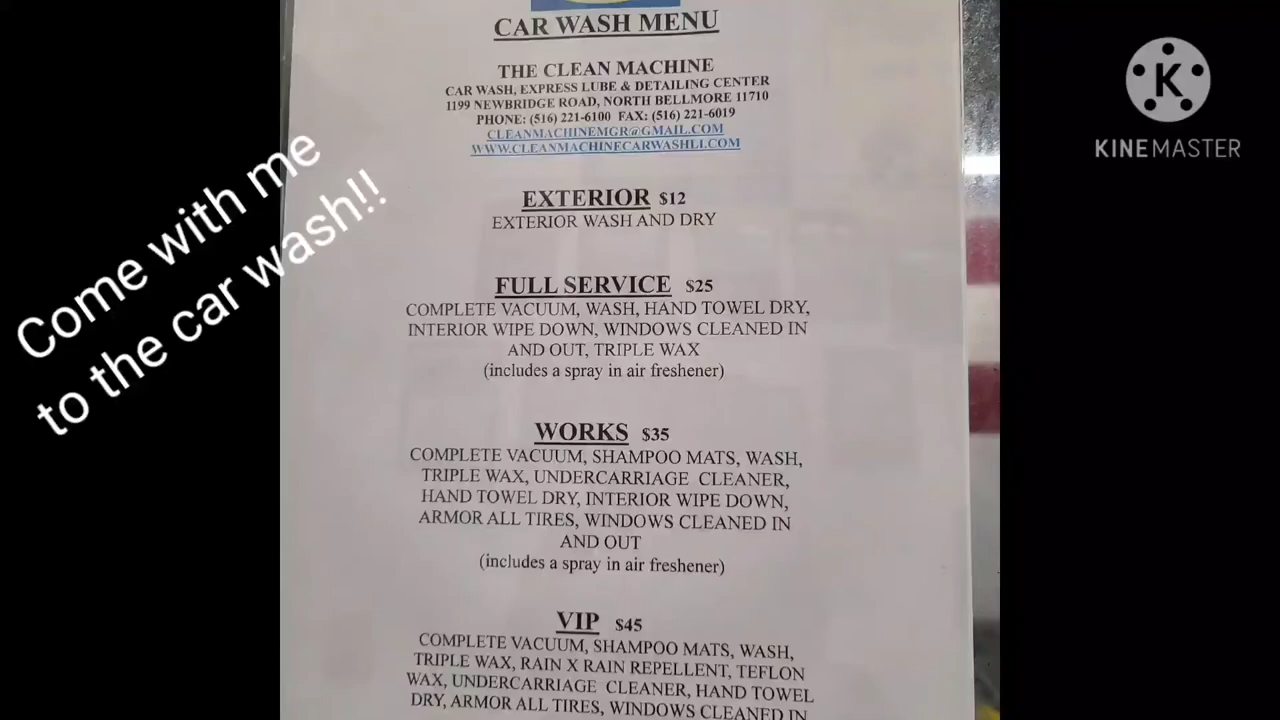 CAR WASH MENU
THE CLEAN MACHINE
CAR WASH, EXPRESS LUBE & DETAILING CENTER
1199 NEWBRIDGE ROAD, NORTH BELLMORE 11710
PHONE: (516) 221-6100 FAX: (516) 221-6019
CLEANMACHINEMGR@GMAIL.COM
WWW.CLEANMACHINECARWASHLI.COM
EXTERIOR $12
EXTERIOR WASH AND DRY
FULL SERVICE $25
COMPLETE VACUUM, WASH, HAND TOWEL DRY,
INTERIOR WIPE DOWN, WINDOWS CLEANED IN
AND OUT, TRIPLE WAX
(includes a spray in air freshener)
WORKS $35
COMPLETE VACUUM, SHAMPOO MATS, WASH,
TRIPLE WAX, UNDERCARRIAGE CLEANER,
HAND TOWEL DRY, INTERIOR WIPE DOWN,
ARMOR ALL TIRES, WINDOWS CLEANED IN
AND OUT
(includes a spray in air freshener)
VIP $45
COMPLETE VACUUM, SHAMPOO MATS, WASH,
TRIPLE WAX, RAIN X RAIN REPELLENT, TEFLON
WAX, UNDERCARRIAGE CLEANER, HAND TOWEL
DRY, ARMOR ALL TIRES, WINDOWS CLEANED IN
Come with me
to the car wash!!
K
KINEMASTER